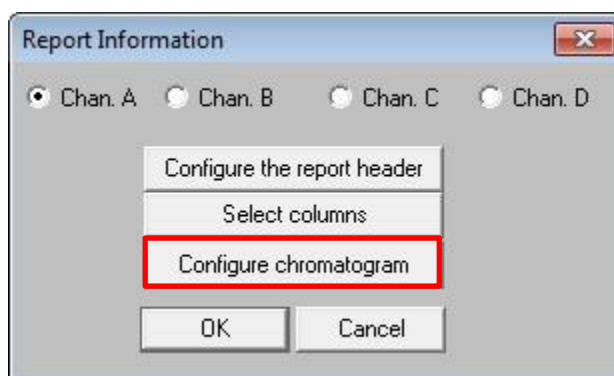 Report Information
Chan. A Chan. B Chan. C Chan. D
Configure the report header
Select columns
Configure chromatogram
OK Cancel